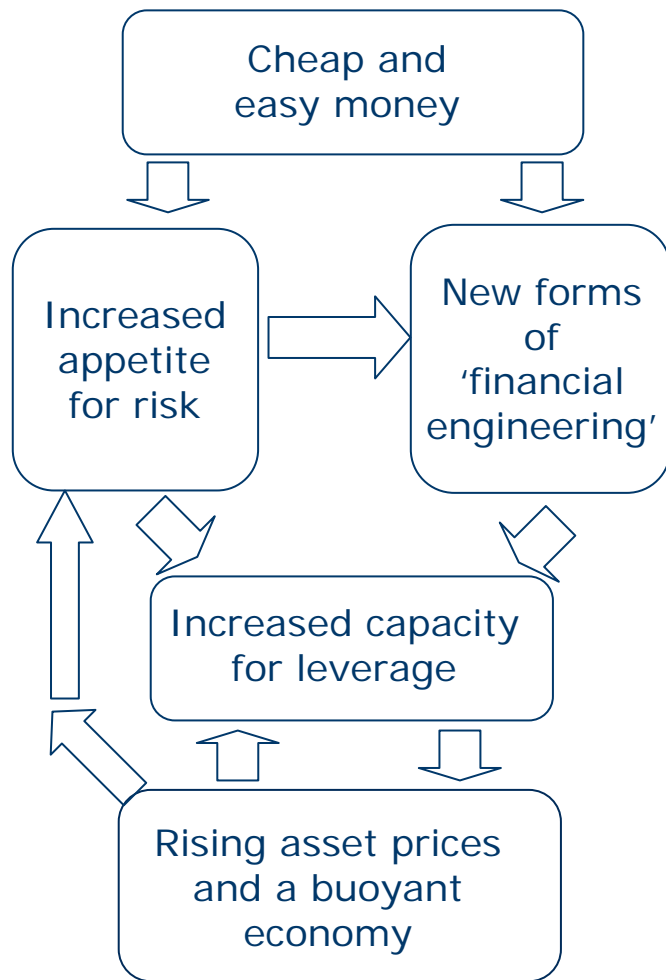 Cheap and
easy money
Increased
appetite
for risk
New forms
of
‘financial
engineering’
Increased capacity
for leverage
Rising asset prices
and a buoyant
economy